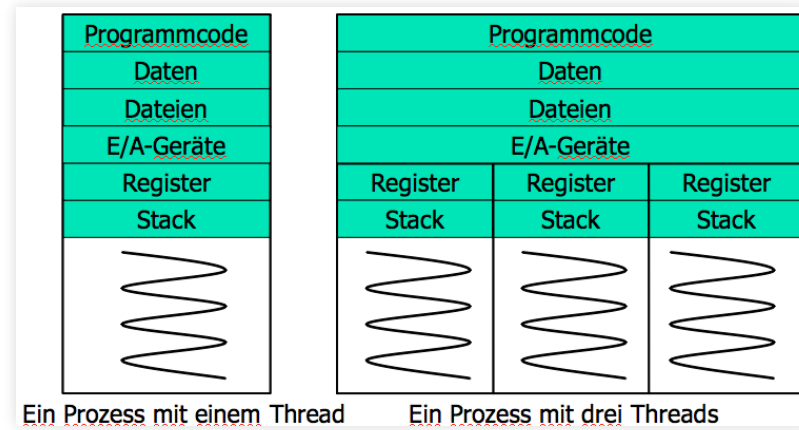 Programmcode
Daten
Dateien
E/A-Geräte
Register
Stack
Ein Prozess mit einem Thread
Programmcode
Daten
Dateien
E/A-Geräte
Register Register Register
Stack Stack Stack
Ein Prozess mit drei Threads